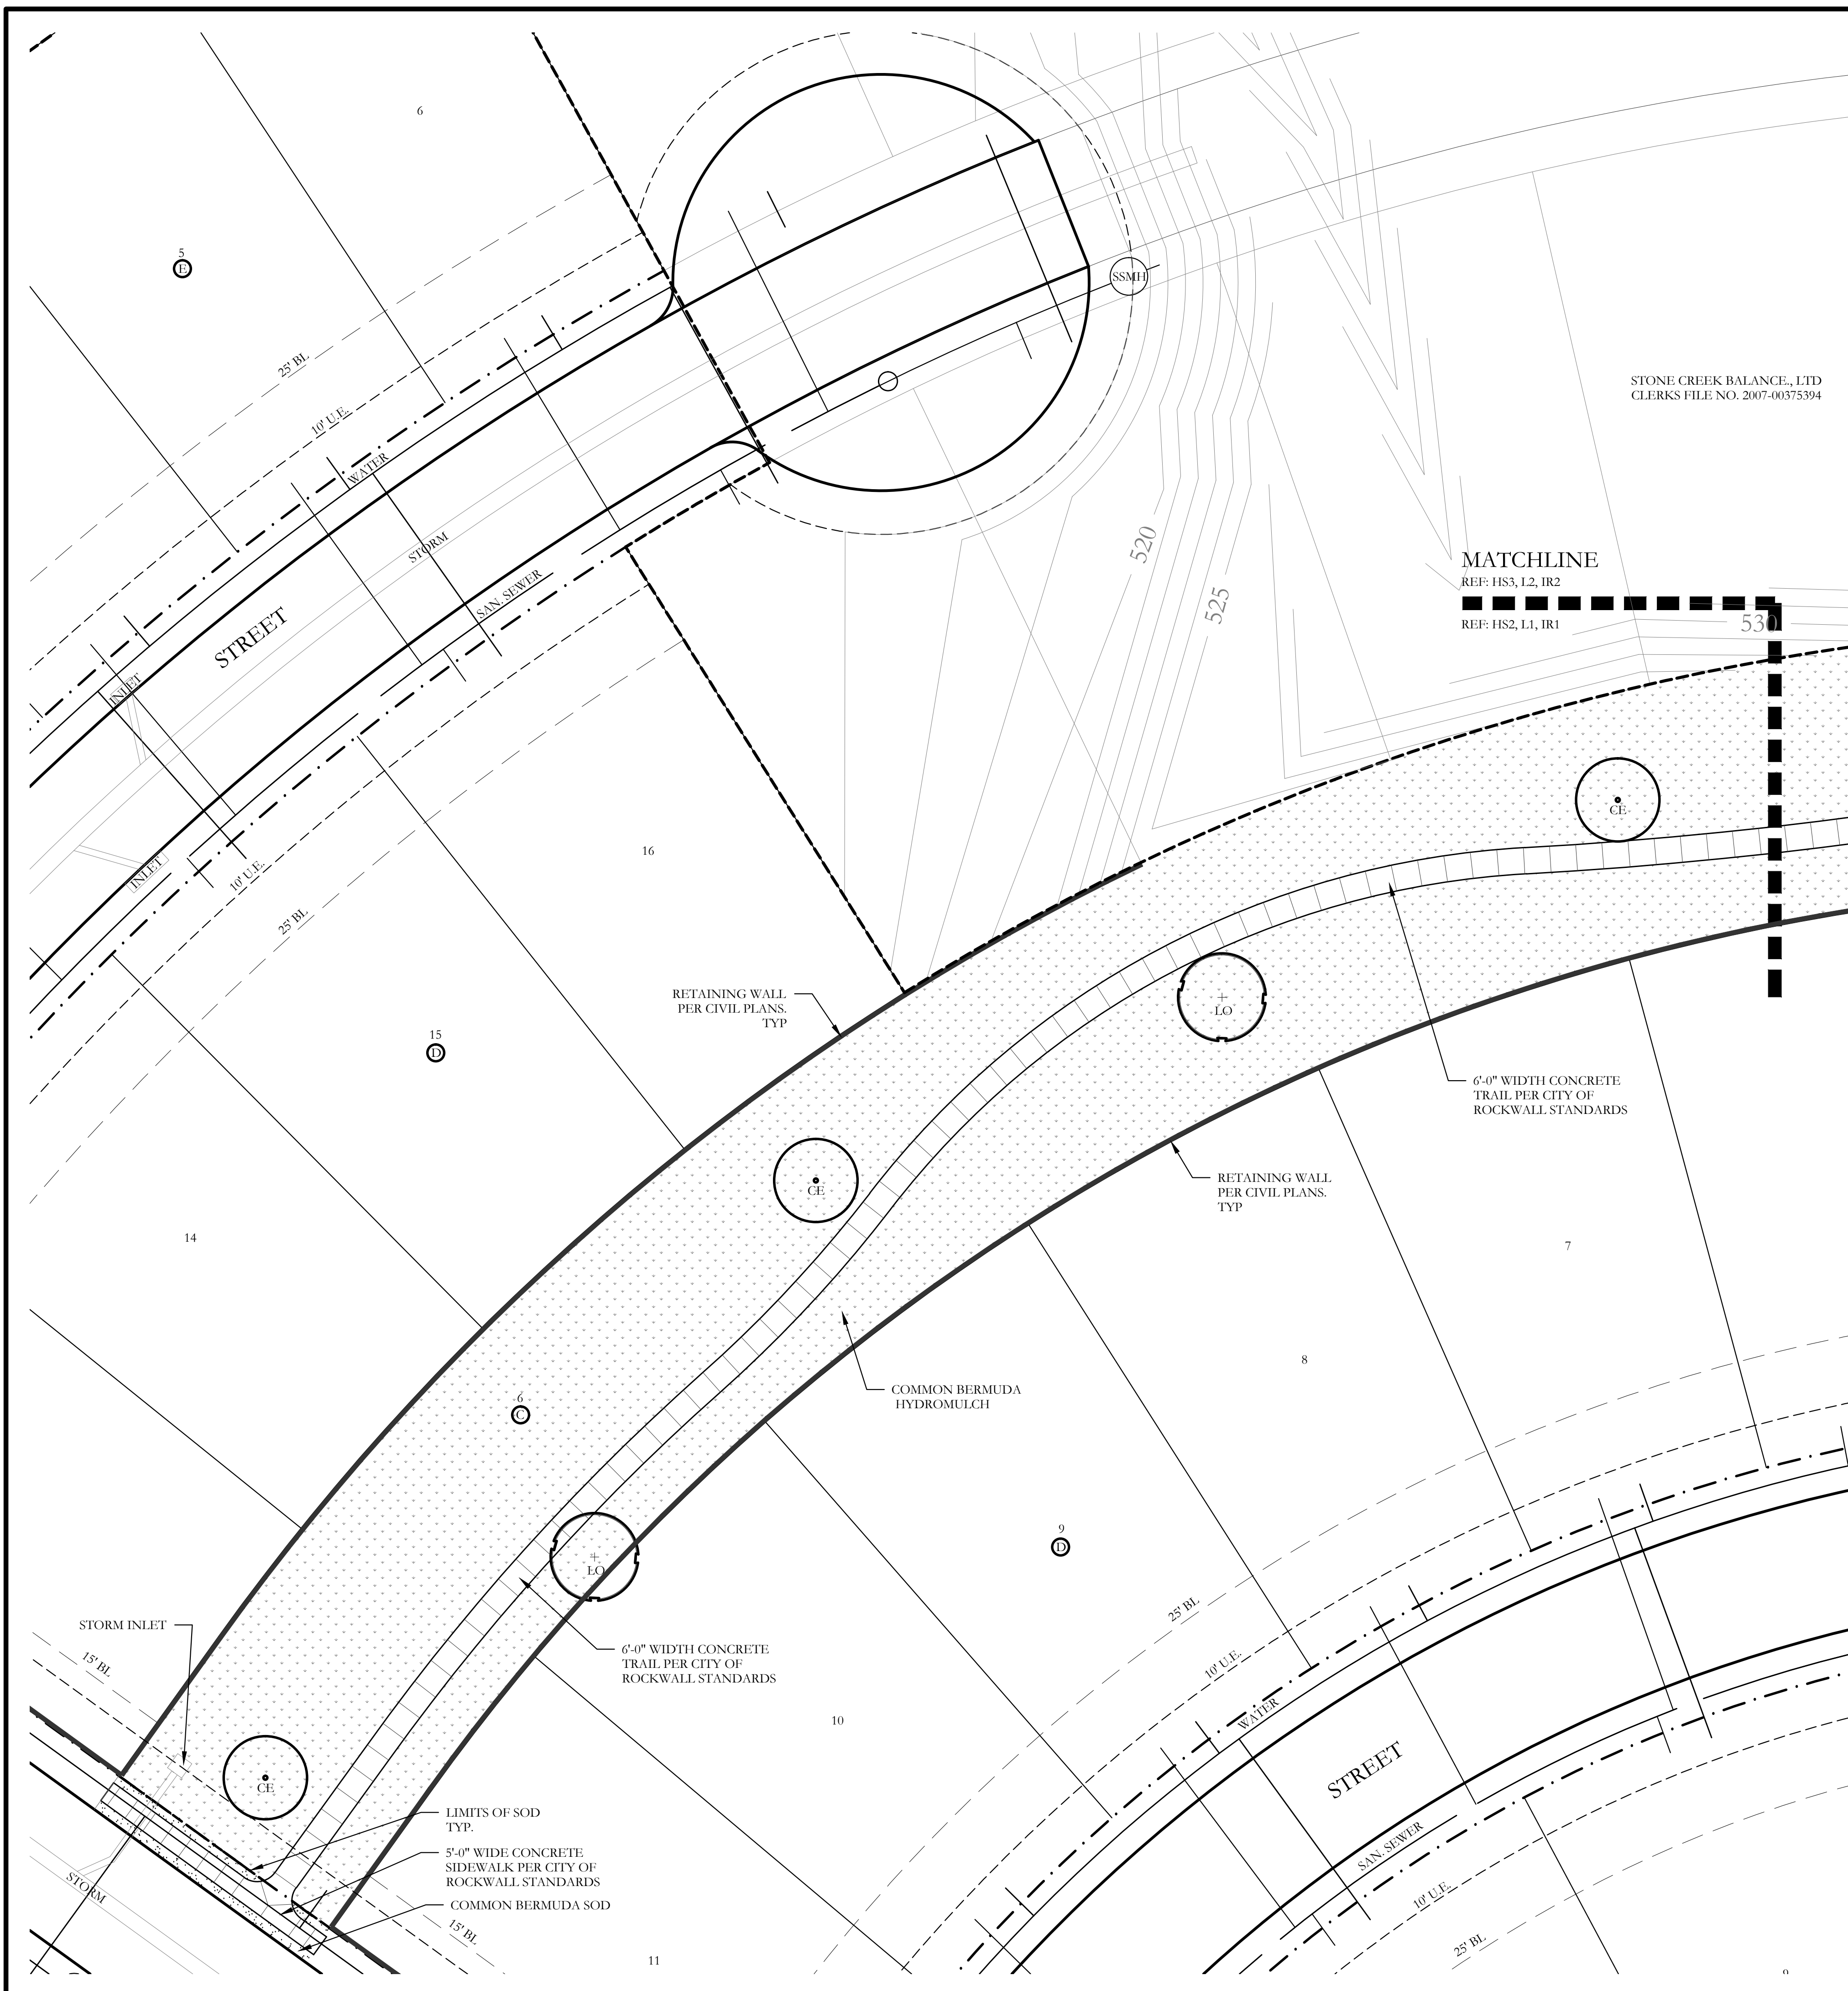 6
5
E
25' BL
10' U.E.
WATER
STORM
SAN. SEWER
STREET
INLET
INLET
10' U.E.
25' BL
SSMH
STONE CREEK BALANCE., LTD
CLERKS FILE NO. 2007-00375394
520
525
MATCHLINE
REF: HS3, L2, IR2
REF: HS2, L1, IR1
530
16
CE
15
D
RETAINING WALL
PER CIVIL PLANS.
TYP
LO
6'-0" WIDTH CONCRETE
TRAIL PER CITY OF
ROCKWALL STANDARDS
CE
RETAINING WALL
PER CIVIL PLANS.
TYP
14
7
8
COMMON BERMUDA
HYDROMULCH
6
C
9
D
LO
25' BL
10' U.E.
WATER
STREET
SAN. SEWER
10' U.E.
25' BL
STORM INLET
15' BL
6'-0" WIDTH CONCRETE
TRAIL PER CITY OF
ROCKWALL STANDARDS
10
CE
LIMITS OF SOD
TYP.
5'-0" WIDE CONCRETE
SIDEWALK PER CITY OF
ROCKWALL STANDARDS
COMMON BERMUDA SOD
STORM
15' BL
11